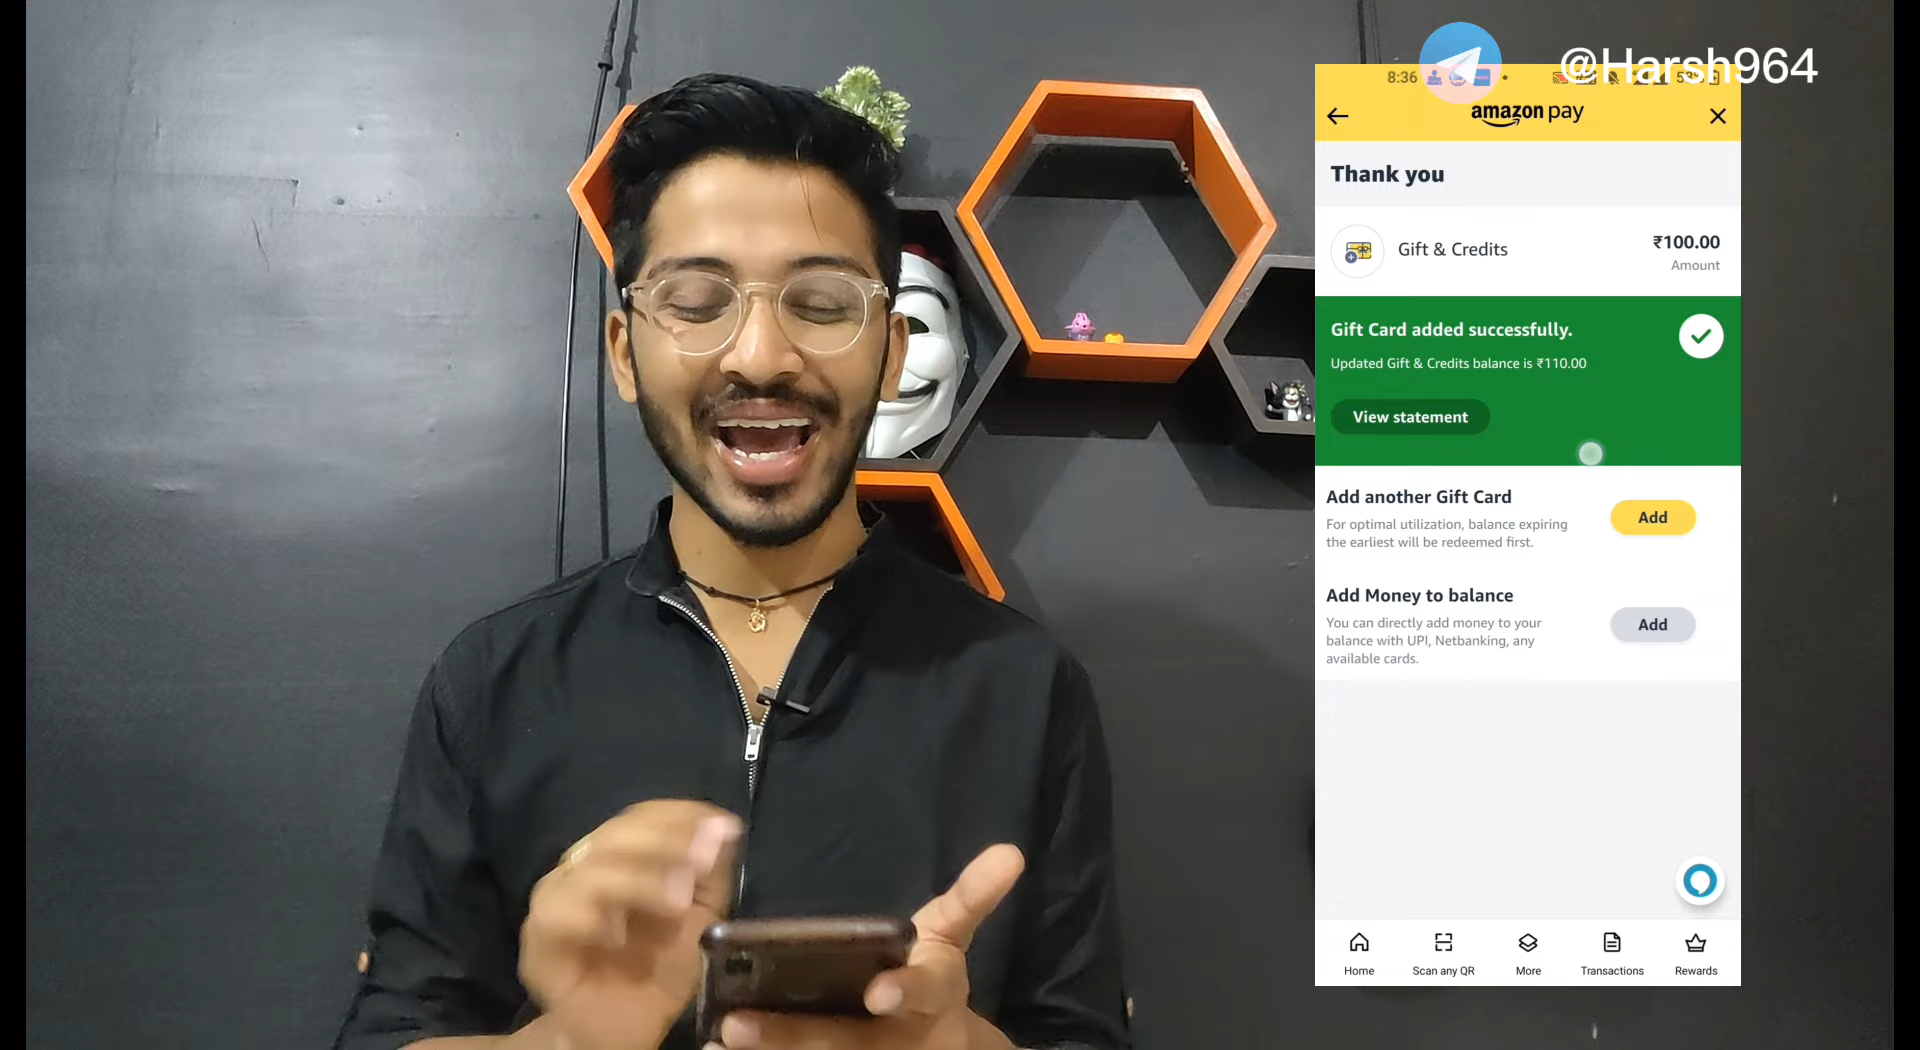 @Harsh964
8:36
amazon pay
Thank you
Gift & Credits
₹100.00
Amount
Gift Card added successfully.
Updated Gift & Credits balance is ₹110.00
View statement
Add another Gift Card
For optimal utilization, balance expiring
the earliest will be redeemed first.
Add
Add Money to balance
You can directly add money to your
balance with UPI, Netbanking, any
available cards.
Add
Home
Scan any QR
More
Transactions
Rewards